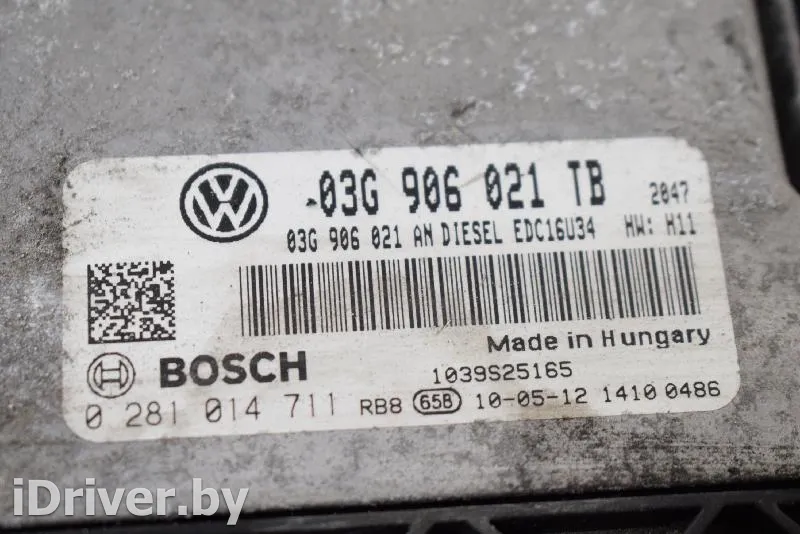 03G 906 021 TB 2047
03G 906 021 AN DIESEL EDC16U34 HW: H11
Made in Hungary
BOSCH 1039S25165
0 281 014 711 RB8 65B 10-05-12 1410 0486
iDriver.by